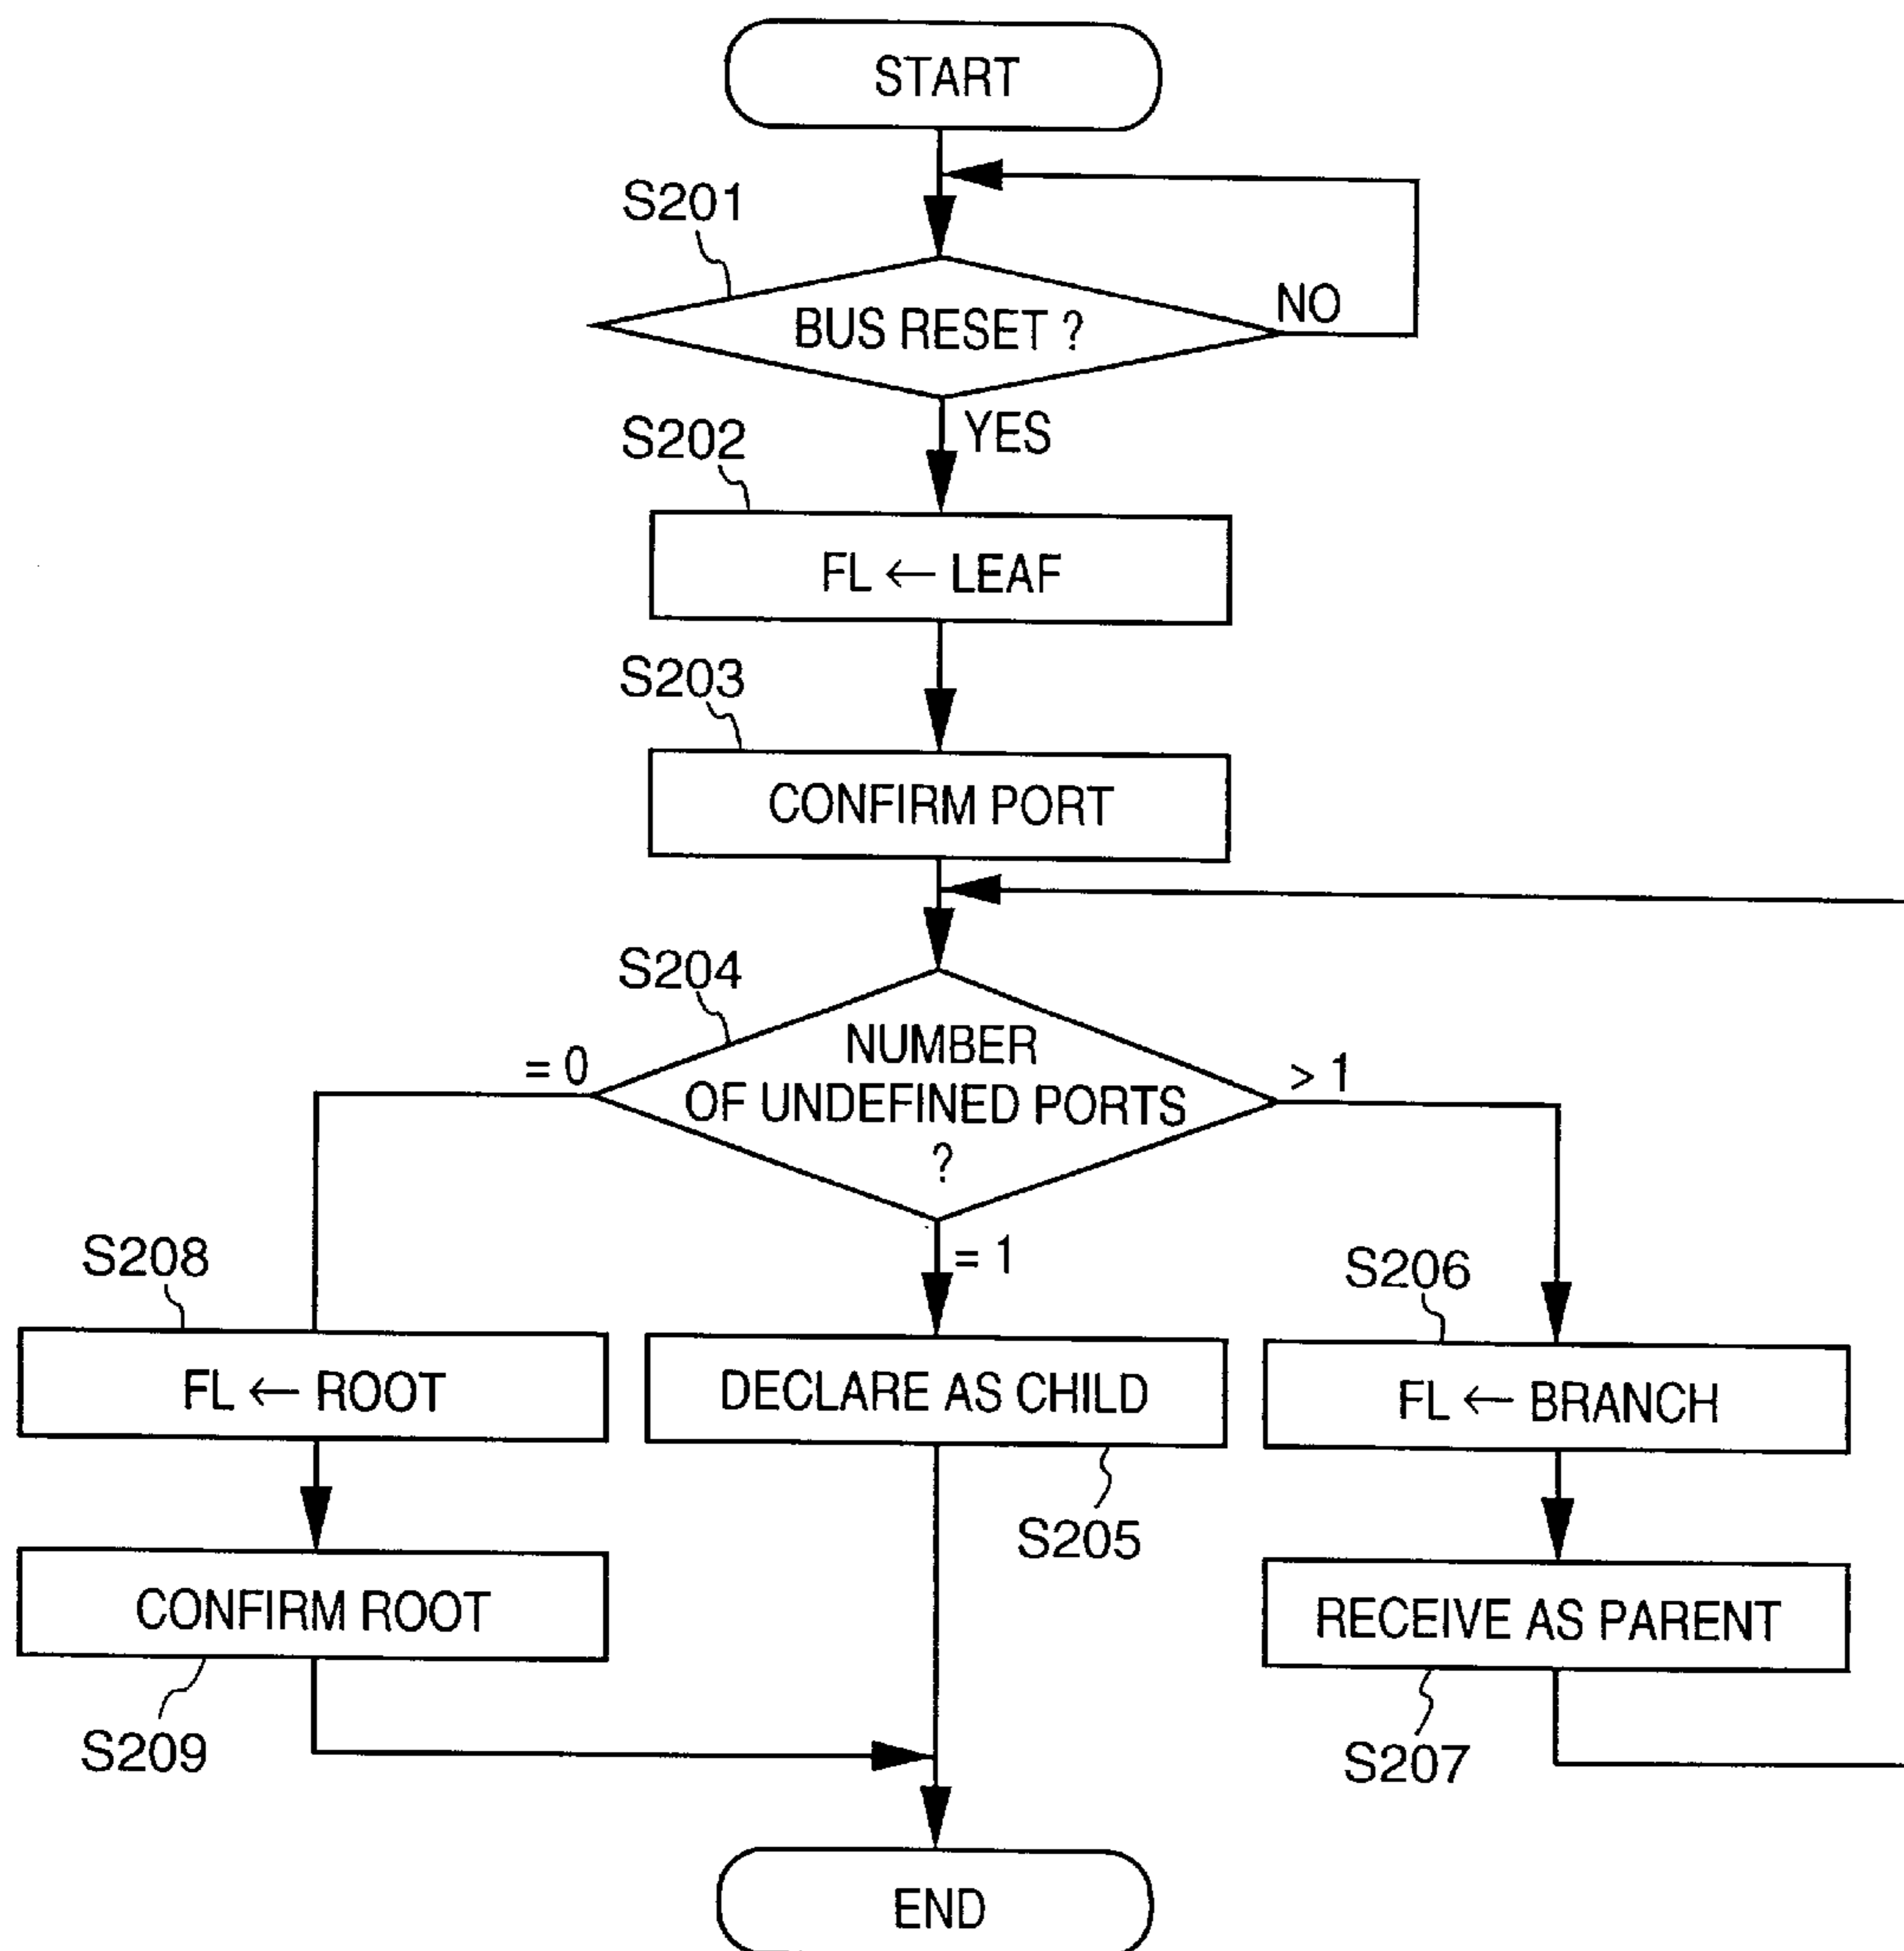 START
S201
BUS RESET ?
NO
YES
S202
FL ← LEAF
S203
CONFIRM PORT
S204
NUMBER
OF UNDEFINED PORTS
?
= 0
> 1
= 1
S208
S206
FL ← ROOT
DECLARE AS CHILD
FL ← BRANCH
S205
CONFIRM ROOT
RECEIVE AS PARENT
S209
S207
END